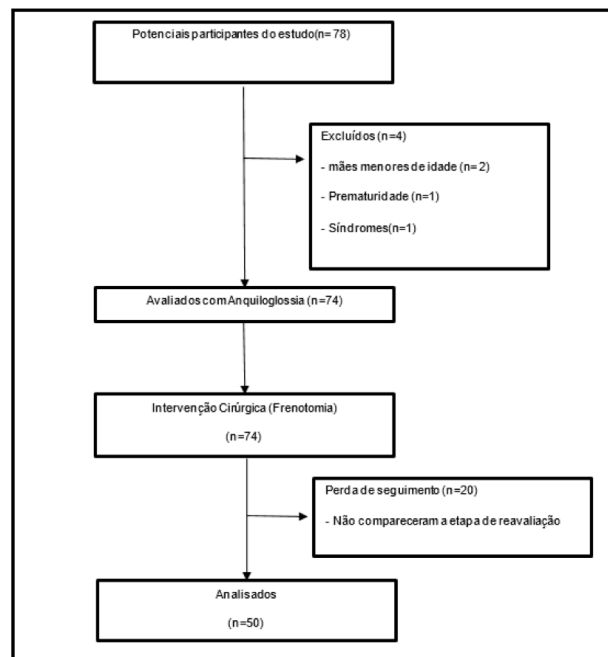 Potenciais participantes do estudo(n= 78)
Excluídos (n=4)
- mães menores de idade (n= 2)
- Prematuridade (n=1)
- Síndromes(n=1)
Avaliados com Anquiloglossia (n=74)
Intervenção Cirúrgica (Frenotomia)
(n=74)
Perda de seguimento (n=20)
- Não compareceram a etapa de reavaliação
Analisados
(n=50)